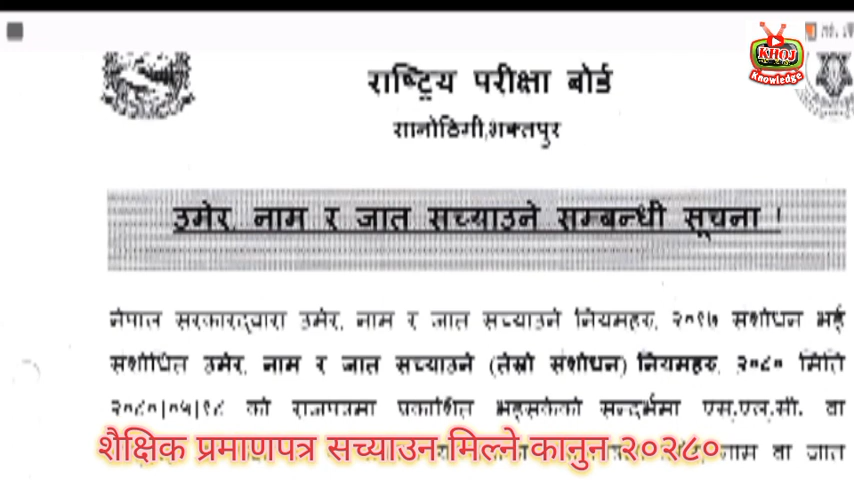 KHOJ
Knowledge
राष्ट्रिय परीक्षा बोर्ड
सानोठिमी,भक्तपुर
उमेर, नाम र जात सच्याउने सम्बन्धी सूचना !
नेपाल सरकारद्वारा उमेर, नाम र जात सच्याउने नियमहरु, २०१७ संशोधन भई
संशोधित उमेर, नाम र जात सच्याउने (तेस्रो संशोधन) नियमहरु, २०८० मिति
२०८०|०५|१८ को राजपत्रमा प्रकाशित भइसकेको सन्दर्भमा एस.एल.सी. वा
शैक्षिक प्रमाणपत्र सच्याउन मिल्ने कानुन २०२८०
नाम वा जात